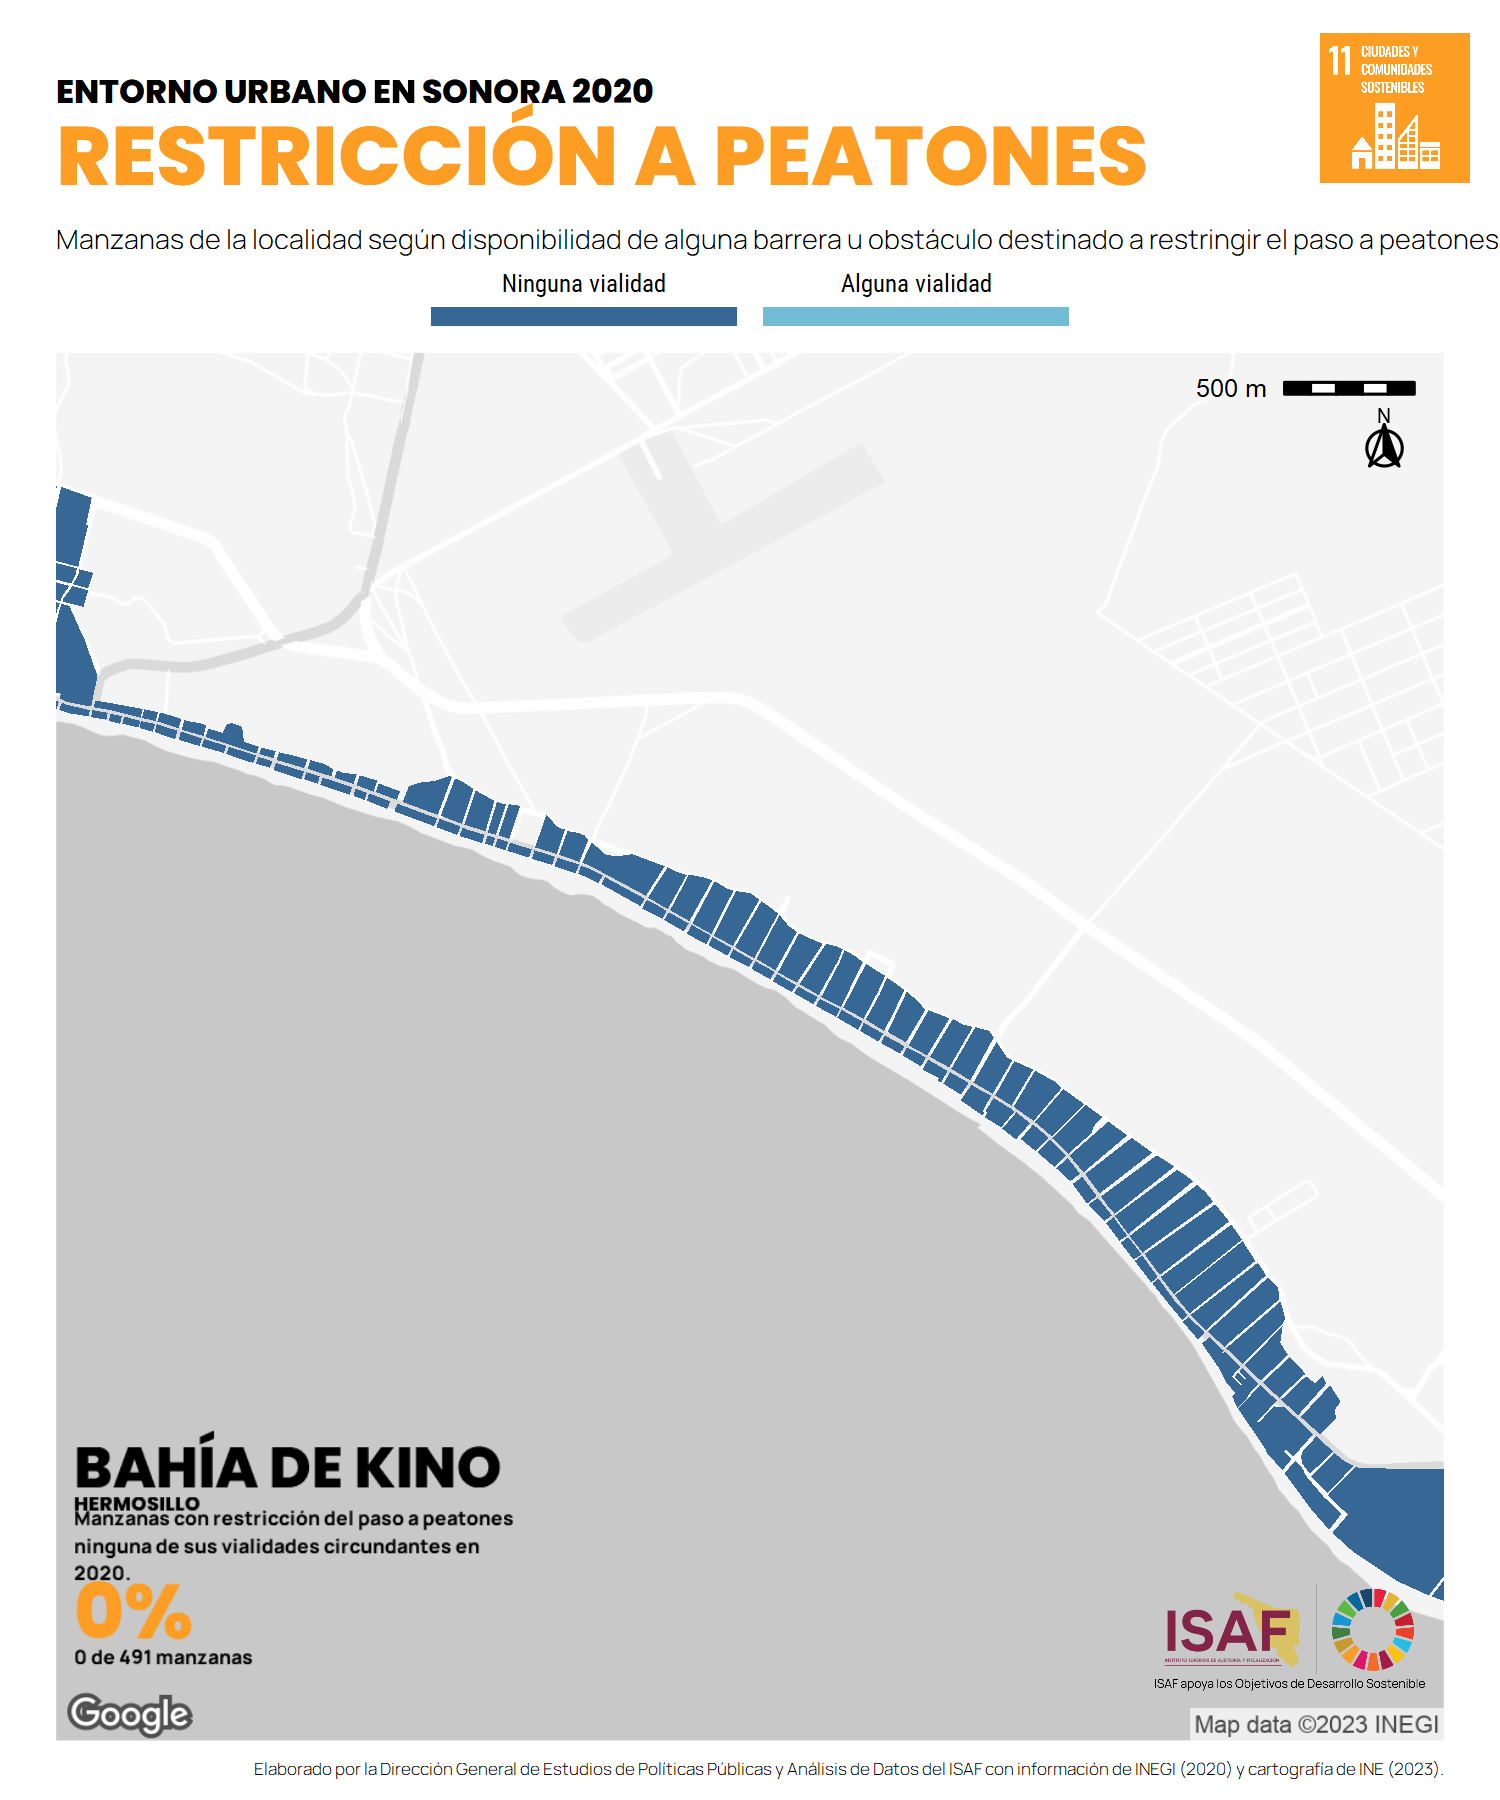 11 CIUDADES Y
COMUNIDADES
SOSTENIBLES
ENTORNO URBANO EN SONORA 2020
RESTRICCIÓN A PEATONES
Manzanas de la localidad según disponibilidad de alguna barrera u obstáculo destinado a restringir el paso a peatones
Ninguna vialidad Alguna vialidad
500 m
N
BAHÍA DE KINO
HERMOSILLO
Manzanas con restricción del paso a peatones
ninguna de sus vialidades circundantes en
2020.
0%
0 de 491 manzanas
Google
ISAF
INSTITUTO SUPERIOR DE AUDITORÍA Y FISCALIZACIÓN
ISAF apoya los Objetivos de Desarrollo Sostenible
Map data ©2023 INEGI
Elaborado por la Dirección General de Estudios de Políticas Públicas y Análisis de Datos del ISAF con información de INEGI (2020) y cartografía de INE (2023).